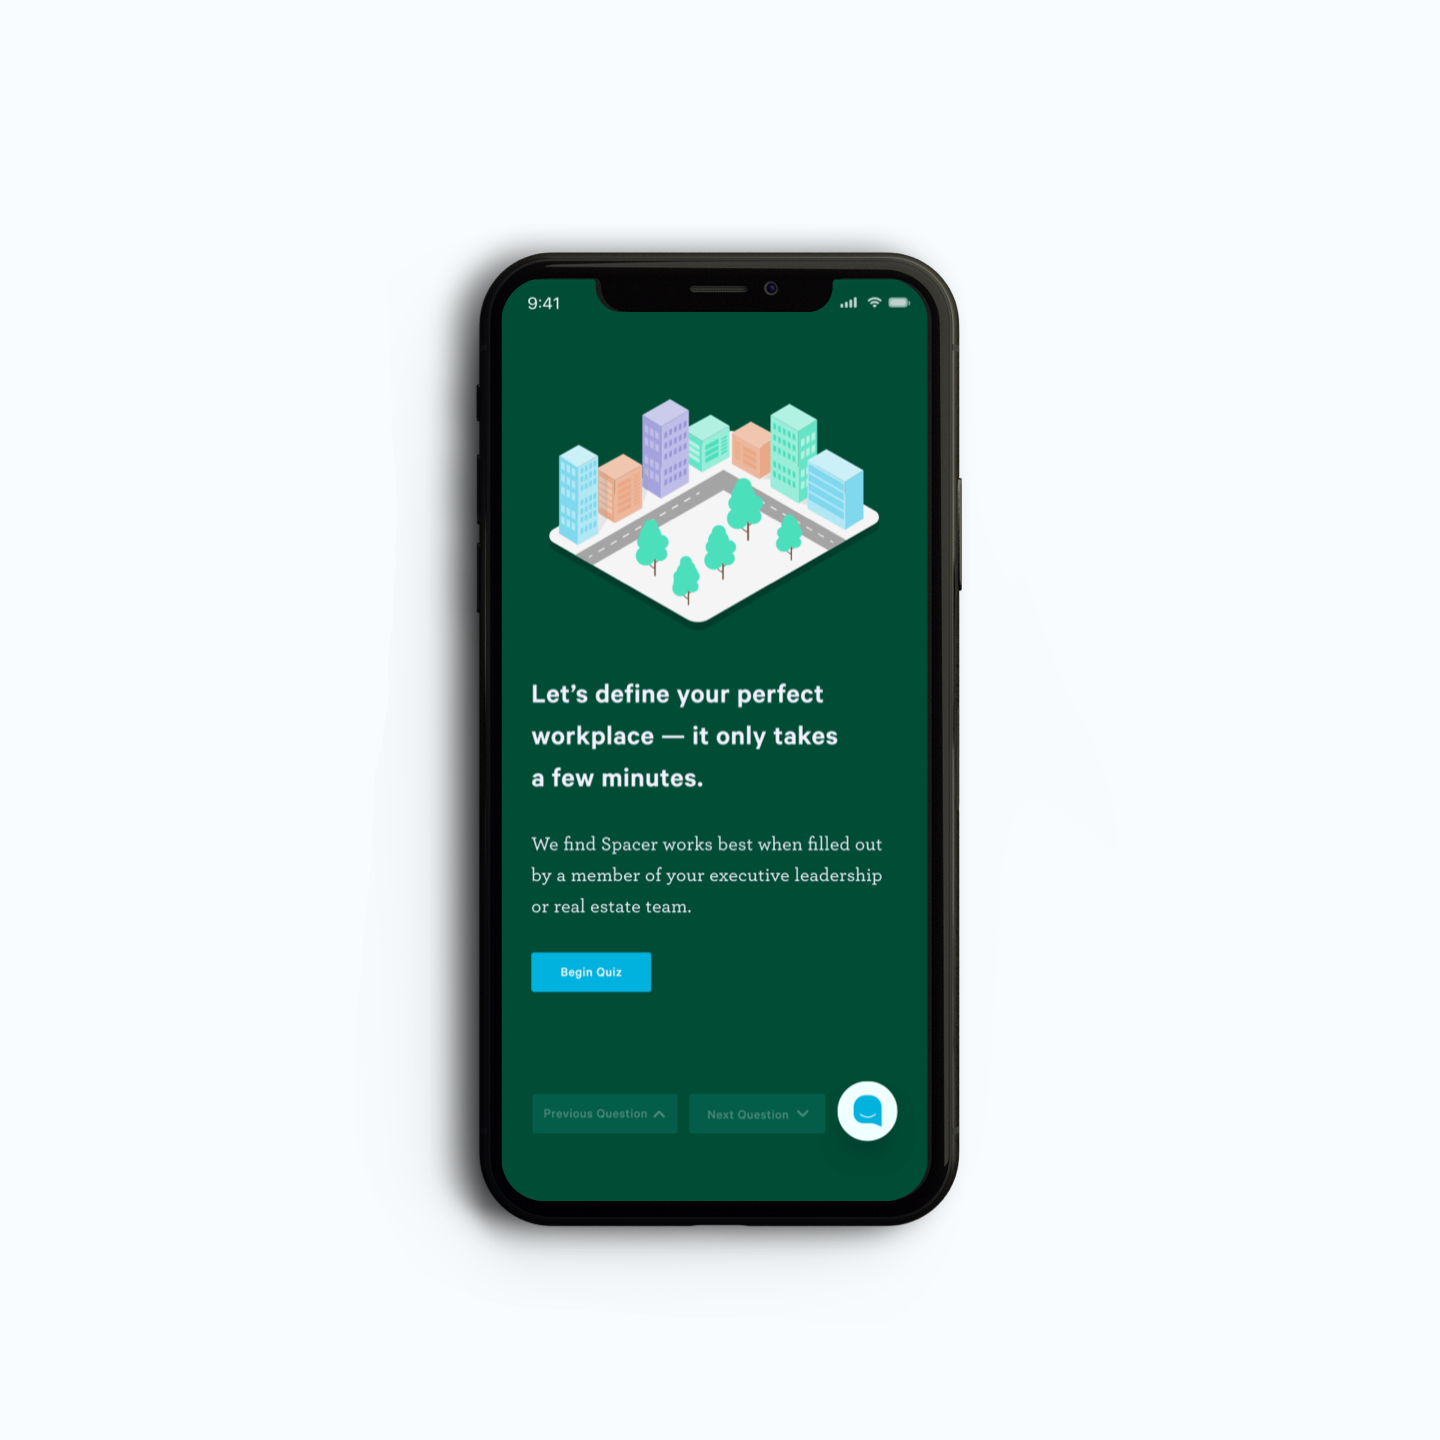 9:41
Let’s define your perfect
workplace — it only takes
a few minutes.
We find Spacer works best when filled out
by a member of your executive leadership
or real estate team.
Begin Quiz
Previous Question
Next Question